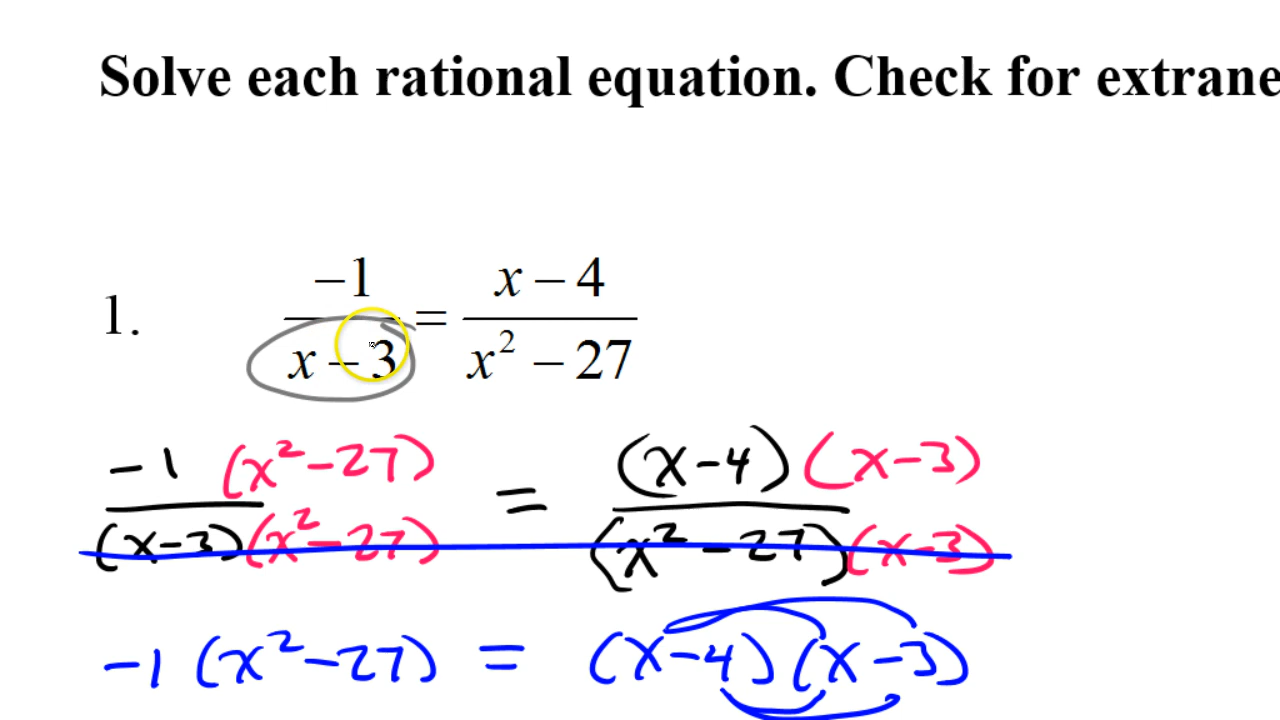 Solve each rational equation. Check for extrane
1. -1/(x – 3) = (x – 4)/(x² – 27)
-1 (x²-27) / (x-3)(x²-27) = (x-4)(x-3) / (x²-27)(x-3)
-1 (x²-27) = (x-4)(x-3)